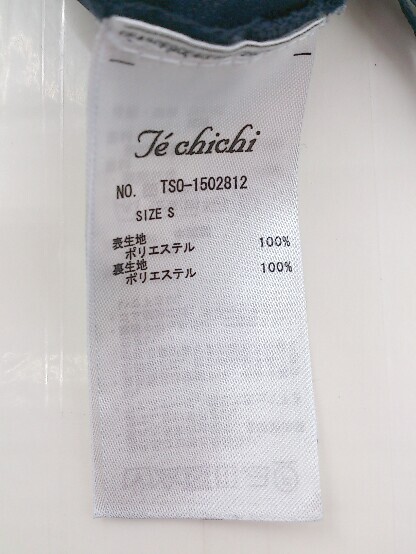 Té chichi
NO. TSO-1502812
SIZE S
表生地
ポリエステル 100%
裏生地
ポリエステル 100%